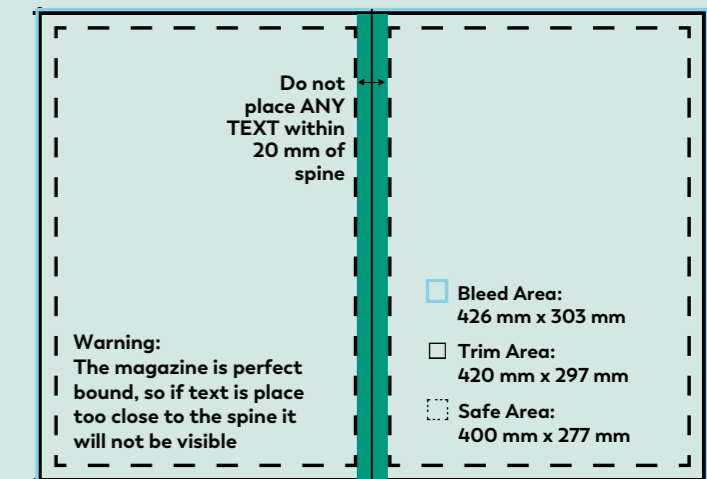 Do not
place ANY
TEXT within
20 mm of
spine
Warning:
The magazine is perfect
bound, so if text is place
too close to the spine it
will not be visible
Bleed Area:
426 mm x 303 mm
Trim Area:
420 mm x 297 mm
Safe Area:
400 mm x 277 mm